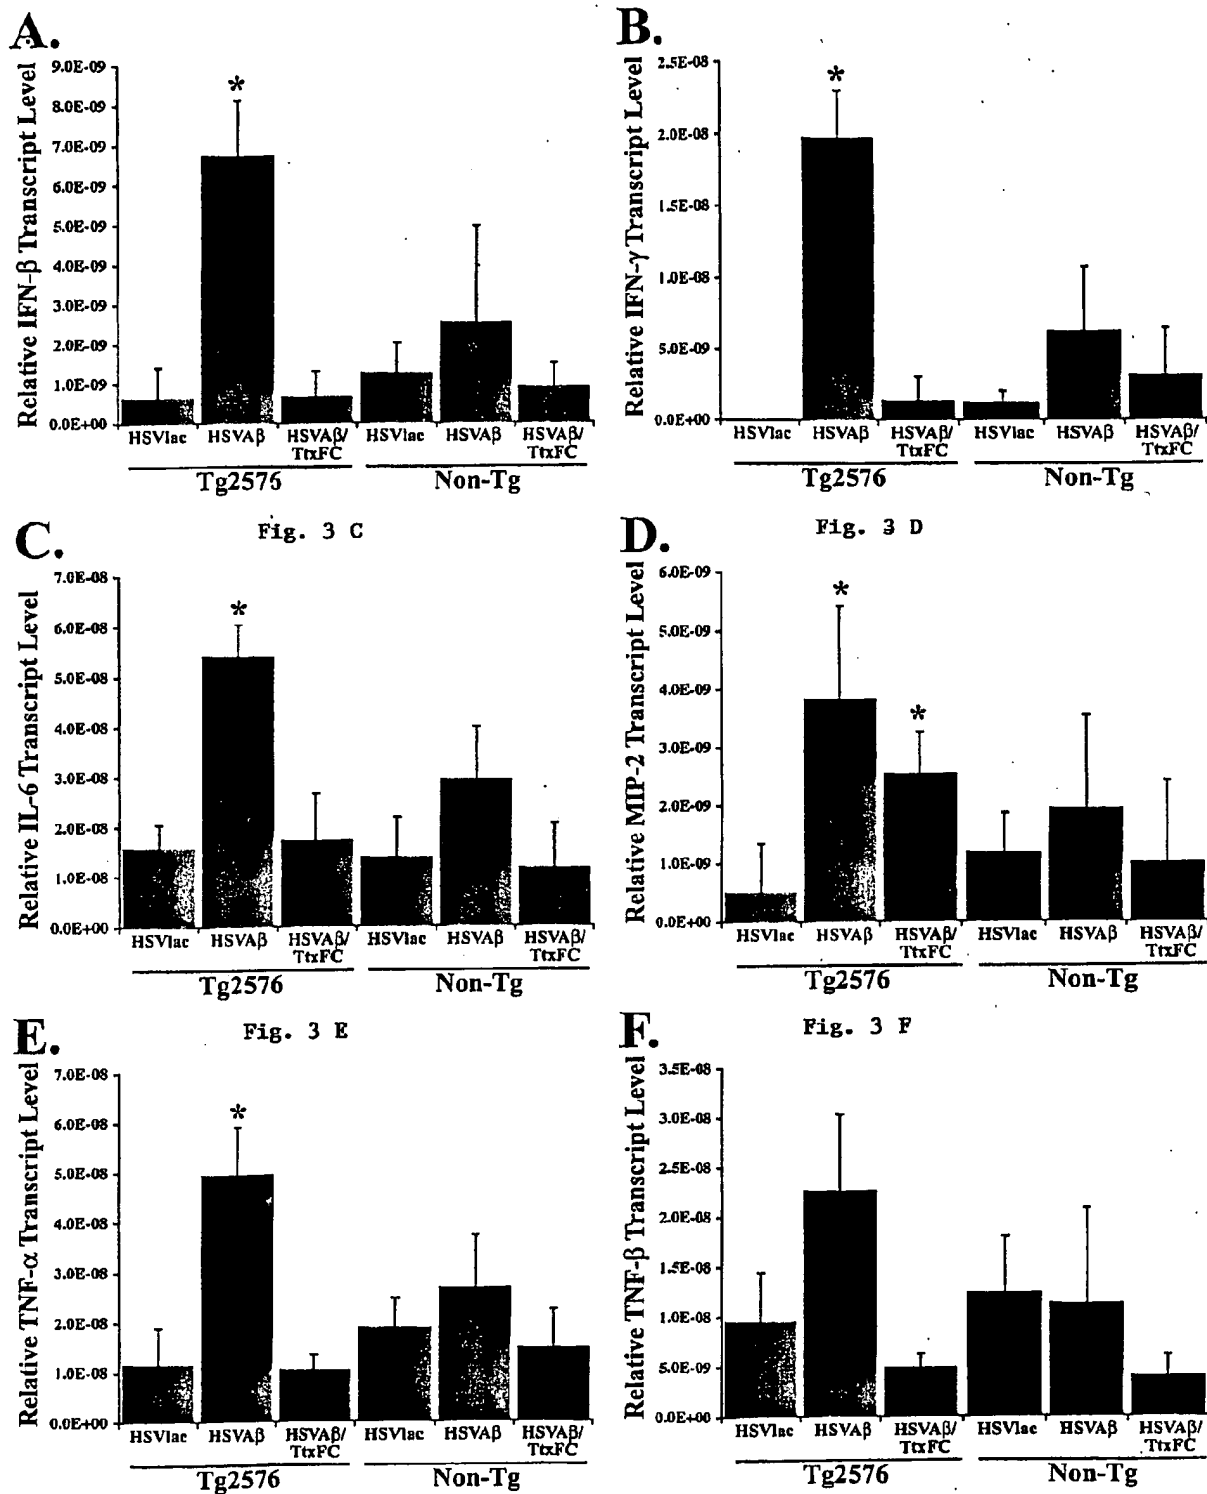 A.
Relative IFN-β Transcript Level
9.0E-09
8.0E-09
7.0E-09
6.0E-09
5.0E-09
4.0E-09
3.0E-09
2.0E-09
1.0E-09
0.0E+00
*
HSVlac HSVAβ HSVAβ/ HSVlac HSVAβ HSVAβ/
TtxFC TtxFC
Tg2575 Non-Tg
B.
Relative IFN-γ Transcript Level
2.5E-08
2.0E-08
1.5E-08
1.0E-08
5.0E-09
0.0E+00
*
HSVlac HSVAβ HSVAβ/ HSVlac HSVAβ HSVAβ/
TtxFC TtxFC
Tg2576 Non-Tg
Fig. 3 C
C.
Relative IL-6 Transcript Level
7.0E-08
6.0E-08
5.0E-08
4.0E-08
3.0E-08
2.0E-08
1.0E-08
0.0E+00
*
HSVlac HSVAβ HSVAβ/ HSVlac HSVAβ HSVAβ/
TtxFC TtxFC
Tg2576 Non-Tg
Fig. 3 D
D.
Relative MIP-2 Transcript Level
6.0E-09
5.0E-09
4.0E-09
3.0E-09
2.0E-09
1.0E-09
0.0E+00
*
*
HSVlac HSVAβ HSVAβ/ HSVlac HSVAβ HSVAβ/
TtxFC TtxFC
Tg2576 Non-Tg
Fig. 3 E
E.
Relative TNF-α Transcript Level
7.0E-08
6.0E-08
5.0E-08
4.0E-08
3.0E-08
2.0E-08
1.0E-08
0.0E+00
*
HSVlac HSVAβ HSVAβ/ HSVlac HSVAβ HSVAβ/
TtxFC TtxFC
Tg2576 Non-Tg
Fig. 3 F
F.
Relative TNF-β Transcript Level
3.5E-08
3.0E-08
2.5E-08
2.0E-08
1.5E-08
1.0E-08
5.0E-09
0.0E+00
HSVlac HSVAβ HSVAβ/ HSVlac HSVAβ HSVAβ/
TtxFC TtxFC
Tg2576 Non-Tg